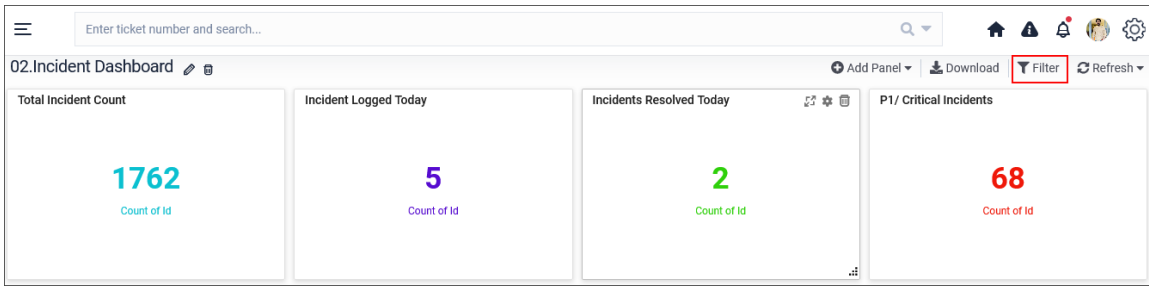 Enter ticket number and search...
02.Incident Dashboard
Add Panel Download Filter Refresh
Total Incident Count
1762
Count of Id
Incident Logged Today
5
Count of Id
Incidents Resolved Today
2
Count of Id
P1/ Critical Incidents
68
Count of Id